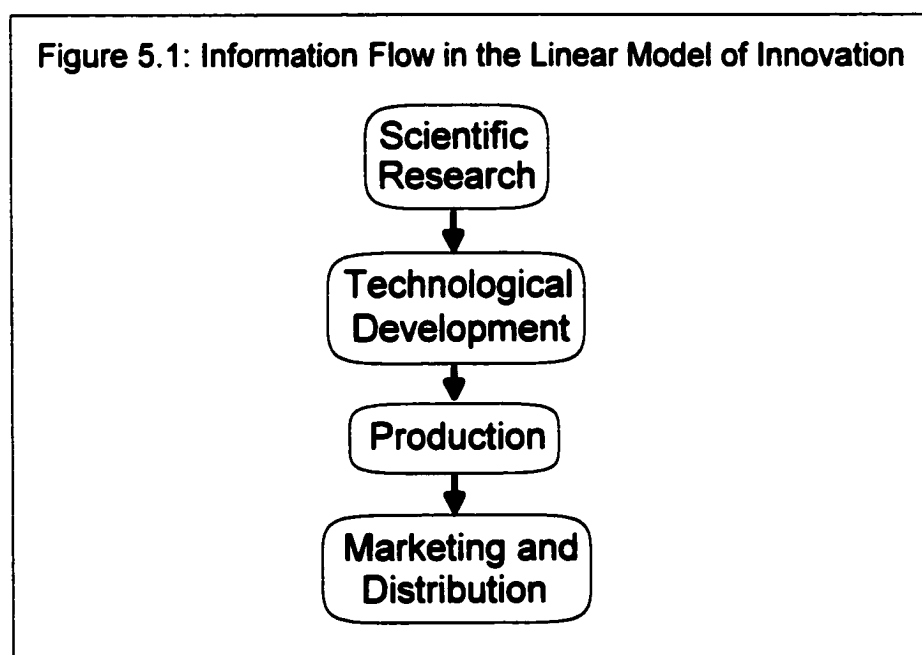 Figure 5.1: Information Flow in the Linear Model of Innovation
Scientific
Research
Technological
Development
Production
Marketing and
Distribution